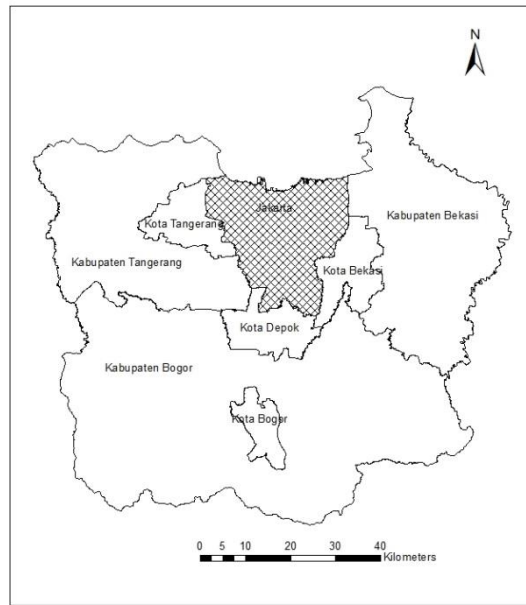 N
Jakarta
Kabupaten Bekasi
Kota Tangerang
Kabupaten Tangerang
Kota Bekasi
Kota Depok
Kabupaten Bogor
Kota Bogor
0 5 10 20 30 40
Kilometers